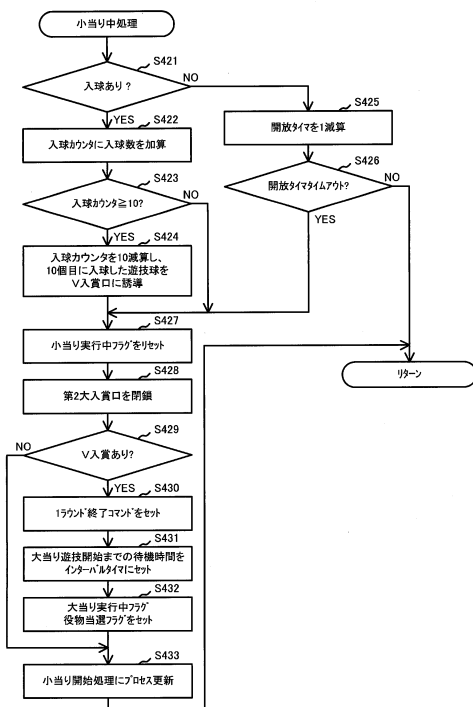 小当り中処理
S421
入球あり?
NO
YES
S422
入球カウンタに入球数を加算
S423
入球カウンタ≧10?
NO
YES
S424
入球カウンタを10減算し、
10個目に入球した遊技球を
V入賞口に誘導
S425
開放タイマを1減算
S426
開放タイマタイムアウト?
NO
YES
S427
小当り実行中フラグをリセット
S428
第2大入賞口を閉鎖
リターン
S429
V入賞あり?
NO
YES
S430
1ラウンド終了コマンドをセット
S431
大当り遊技開始までの待機時間を
インターバルタイマにセット
S432
大当り実行中フラグ
役物当選フラグをセット
S433
小当り開始処理にプロセス更新